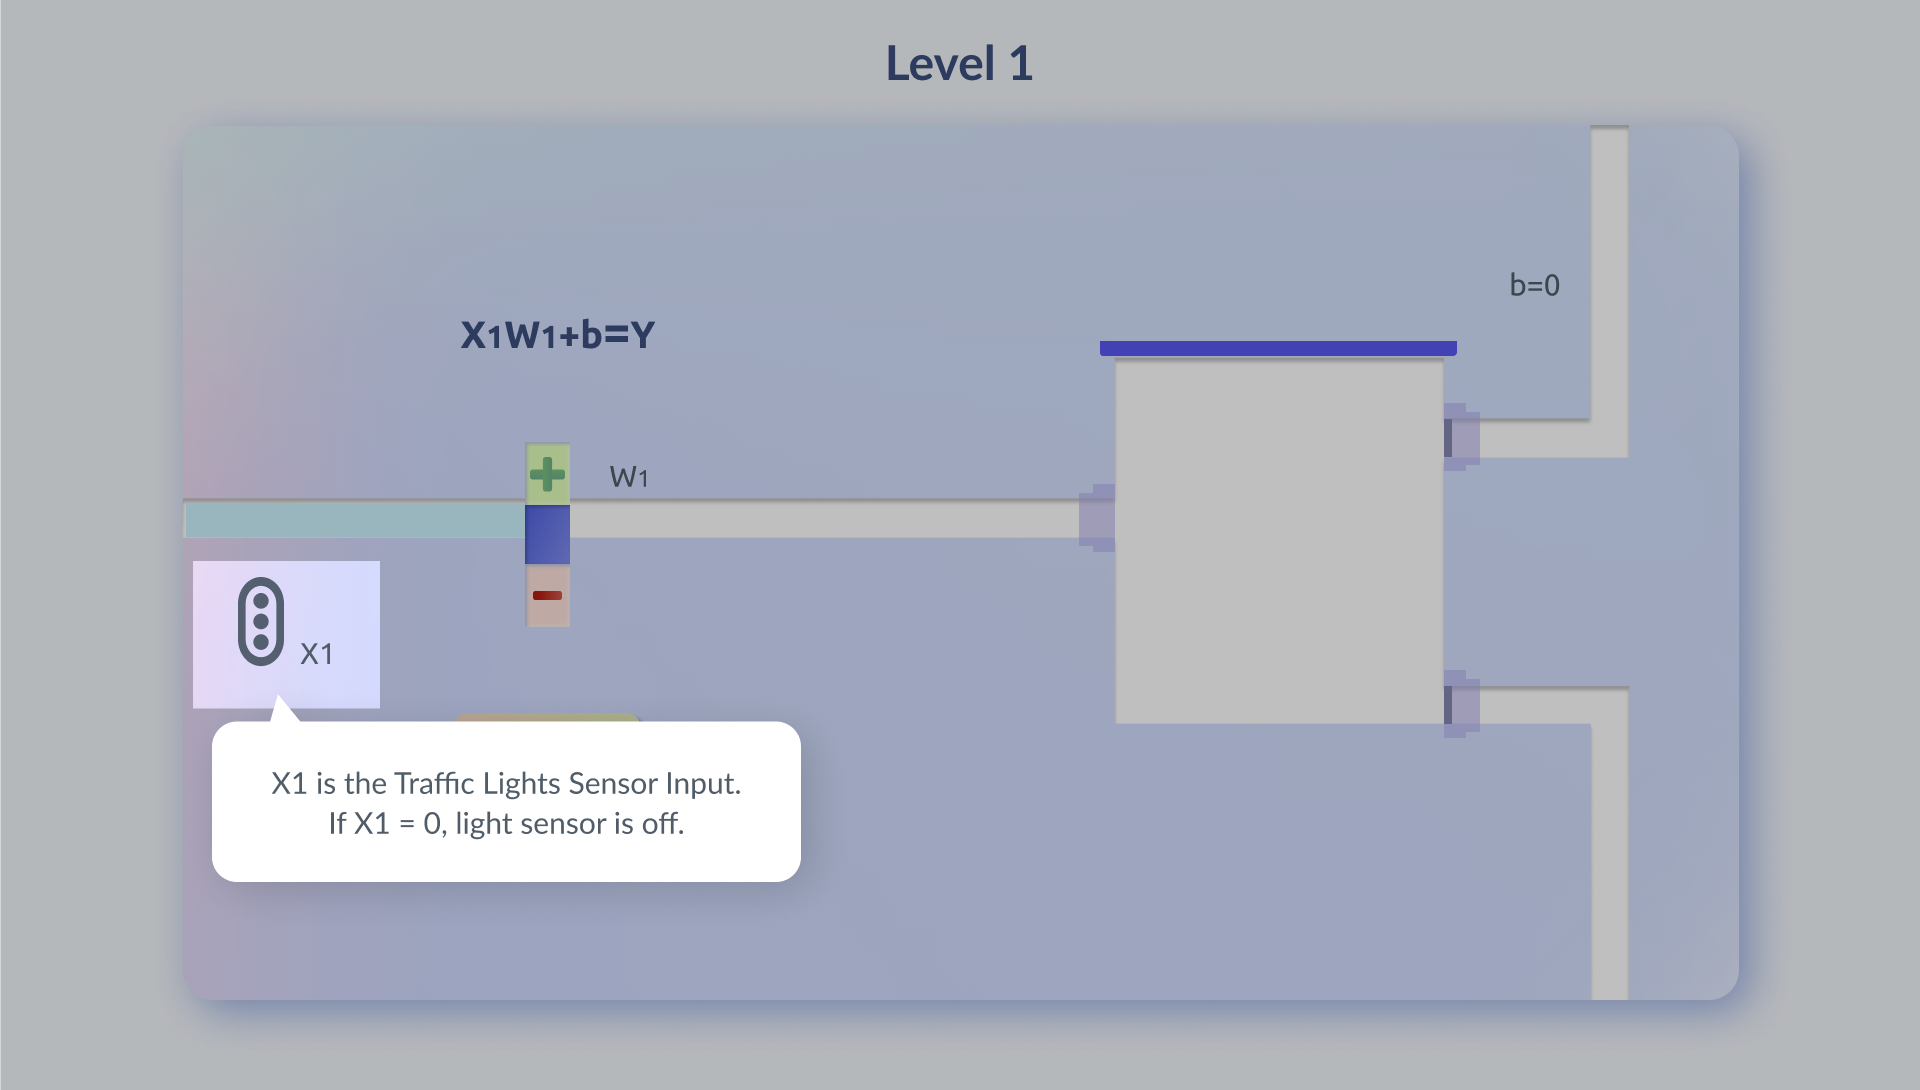 Level 1
b=0
X1W1+b=Y
W1
X1
X1 is the Traffic Lights Sensor Input.
If X1 = 0, light sensor is off.